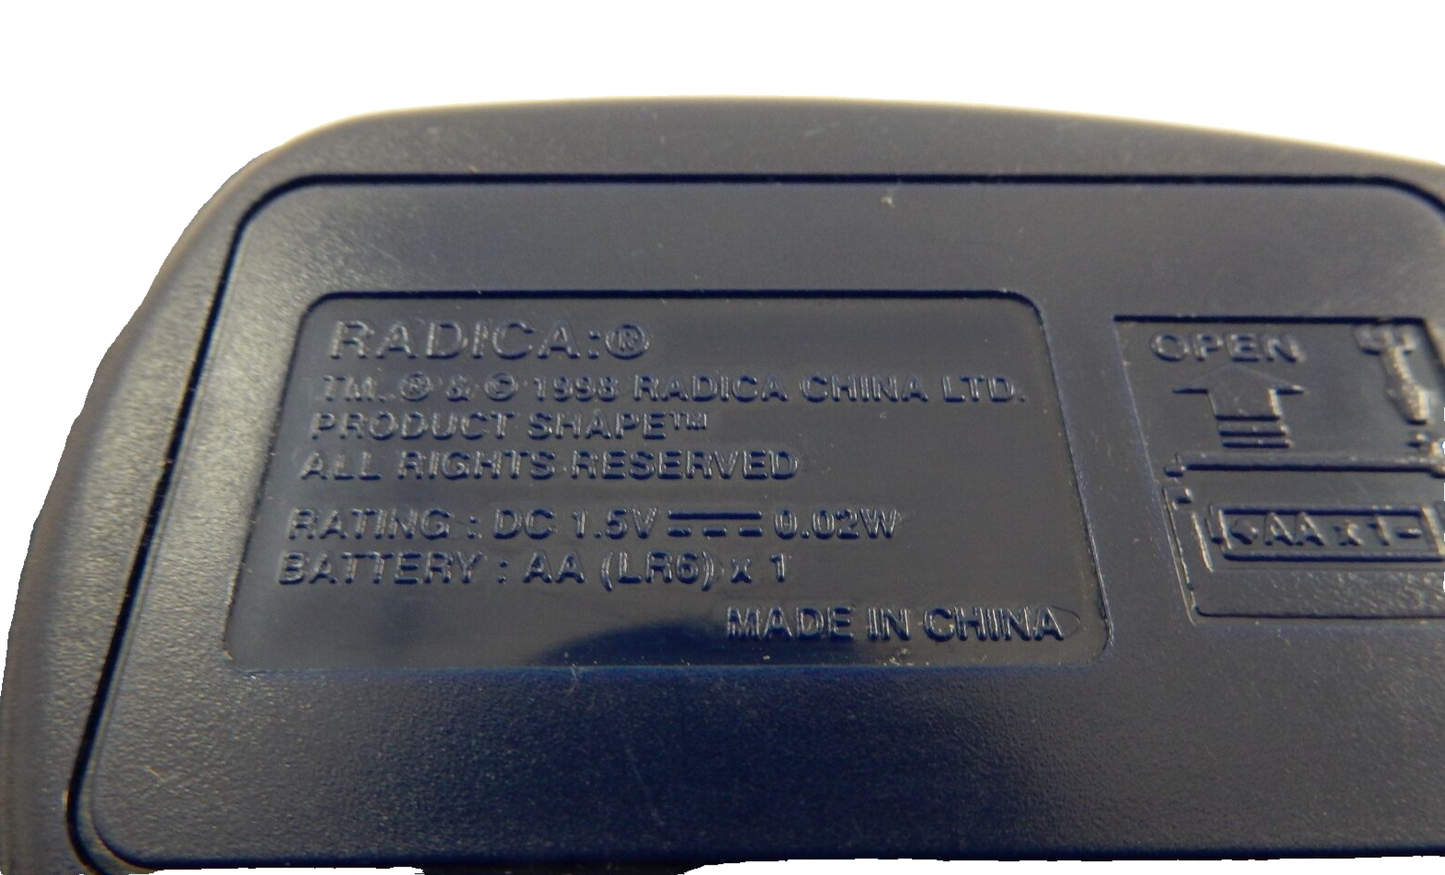 RADICA:®
TM. ® & © 1998 RADICA CHINA LTD.
PRODUCT SHAPE™
ALL RIGHTS RESERVED
RATING : DC 1.5V ⎓ 0.02W
BATTERY : AA (LR6) x 1
MADE IN CHINA
OPEN
+AA x 1-